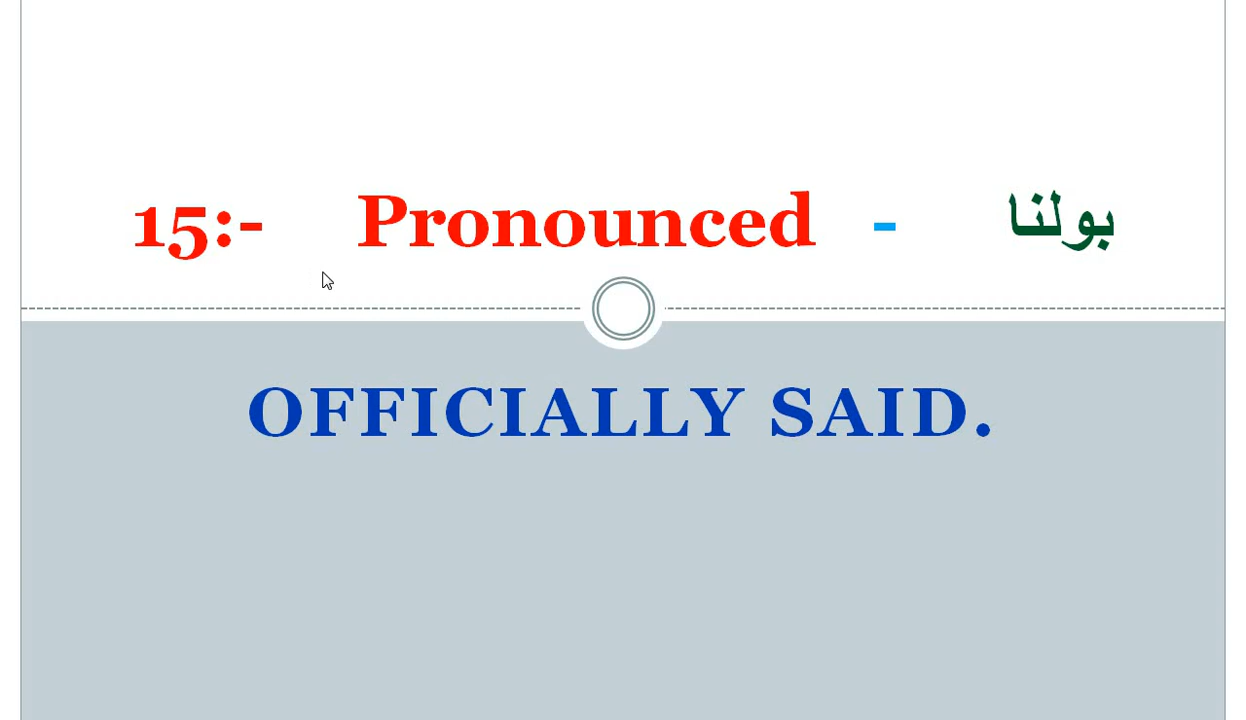 15:- Pronounced - بولنا
OFFICIALLY SAID.